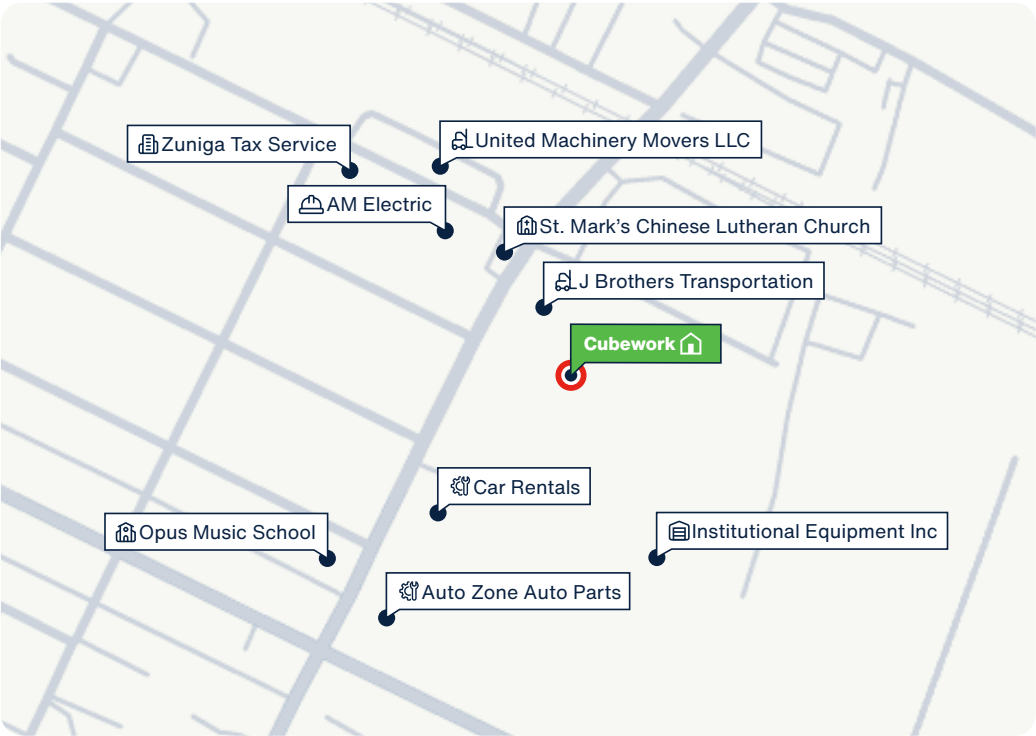 Zuniga Tax Service
United Machinery Movers LLC
AM Electric
St. Mark’s Chinese Lutheran Church
J Brothers Transportation
Cubework
Car Rentals
Opus Music School
Institutional Equipment Inc
Auto Zone Auto Parts